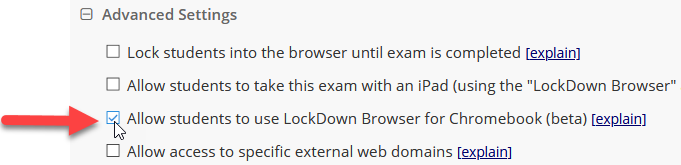 Advanced Settings
Lock students into the browser until exam is completed [explain]
Allow students to take this exam with an iPad (using the "LockDown Browser"
Allow students to use LockDown Browser for Chromebook (beta) [explain]
Allow access to specific external web domains [explain]